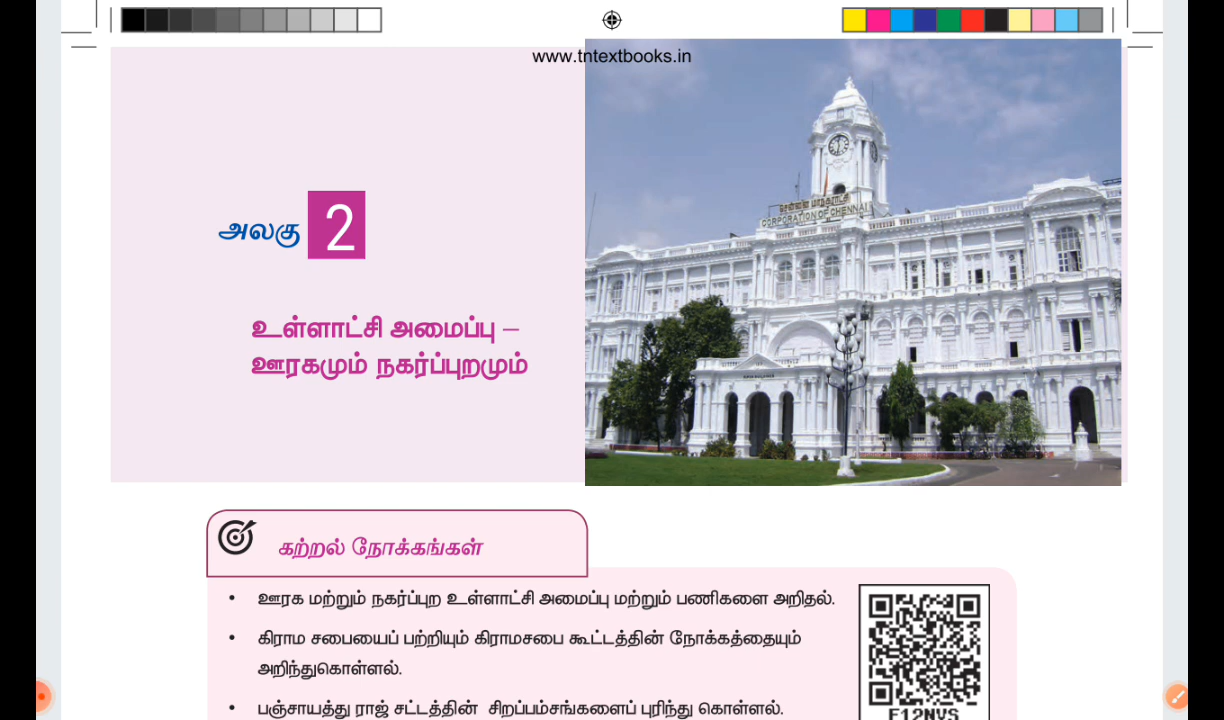 www.tntextbooks.in
சென்னை மாநகராட்சி
CORPORATION OF CHENNAI
அலகு 2
உள்ளாட்சி அமைப்பு –
ஊரகமும் நகர்ப்புறமும்
கற்றல் நோக்கங்கள்
• ஊரக மற்றும் நகர்ப்புற உள்ளாட்சி அமைப்பு மற்றும் பணிகளை அறிதல்.
• கிராம சபையைப் பற்றியும் கிராமசபை கூட்டத்தின் நோக்கத்தையும்
அறிந்துகொள்ளல்.
• பஞ்சாயத்து ராஜ் சட்டத்தின் சிறப்பம்சங்களைப் புரிந்து கொள்ளல்.
F12NVS